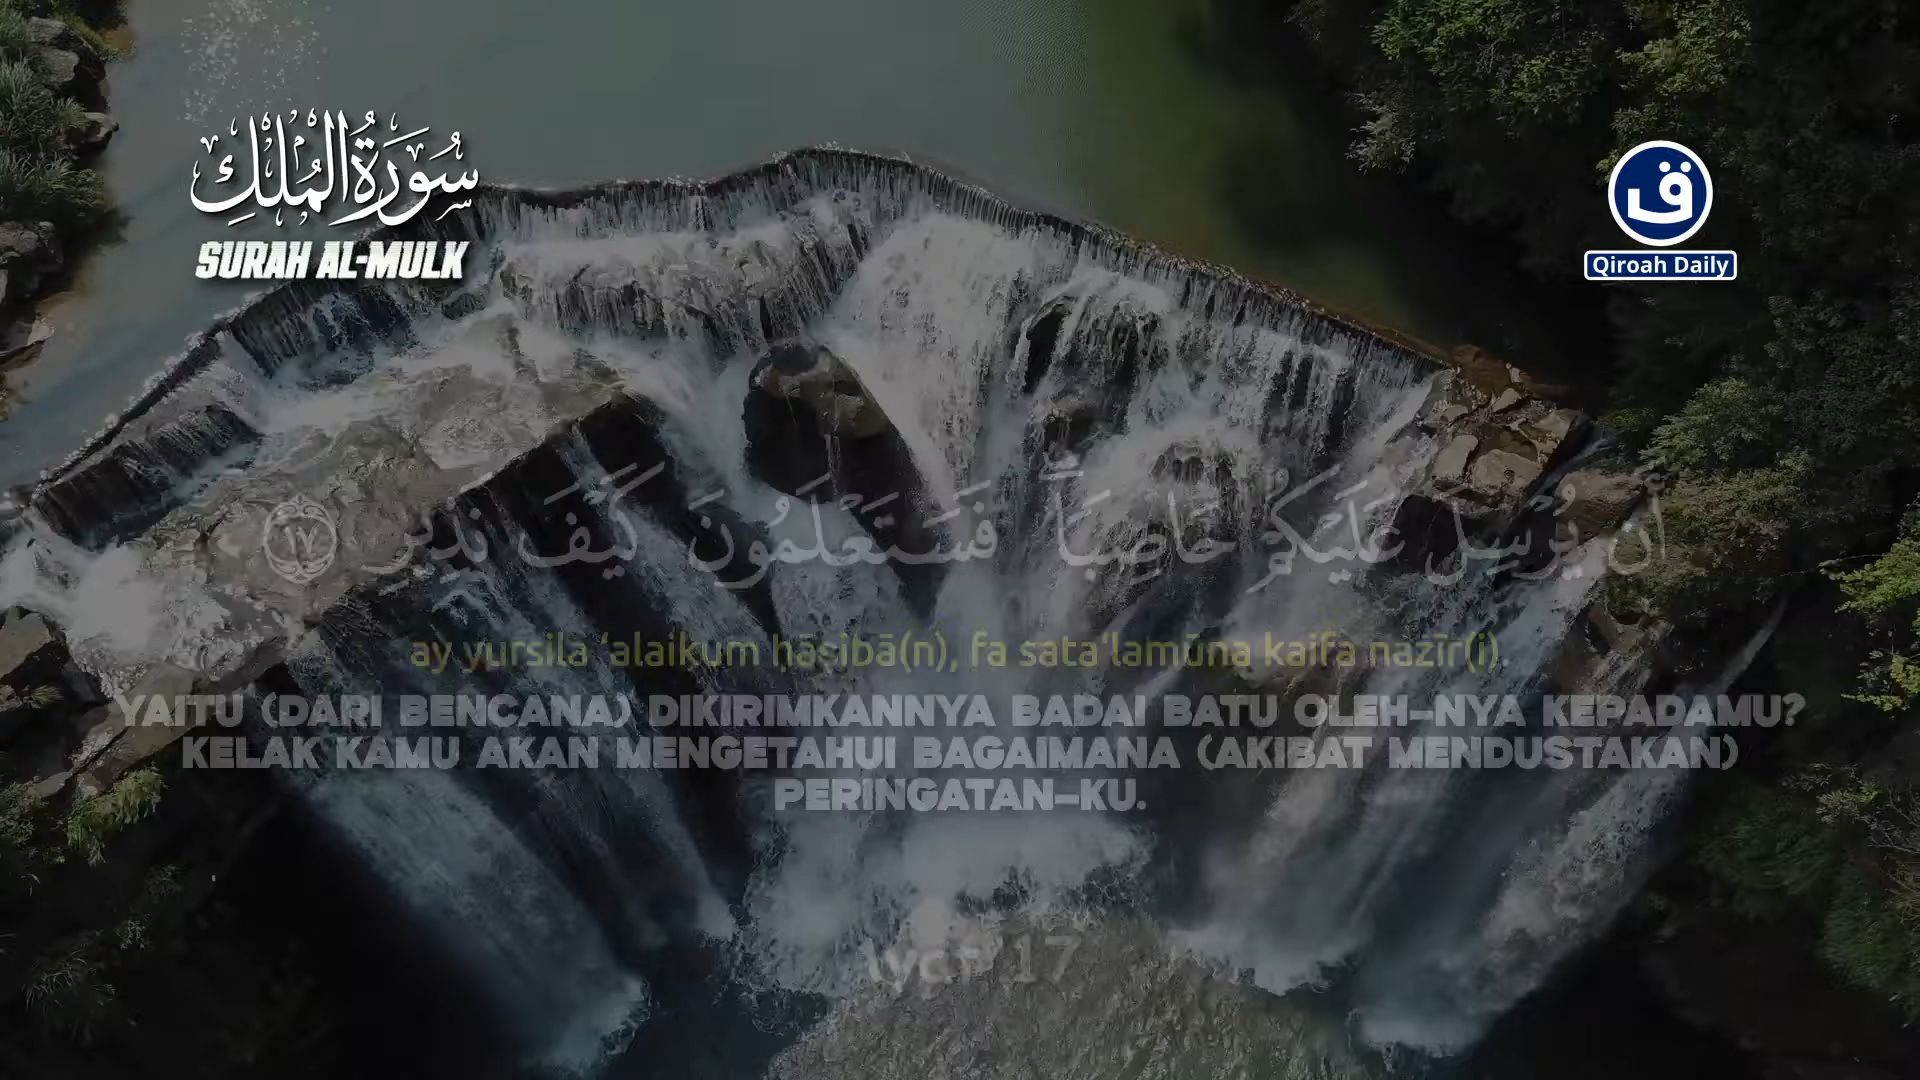 سُورَةُ الْمُلْكِ
SURAH AL-MULK
ق
Qiroah Daily
أَن يُرْسِلَ عَلَيْكُمْ حَاصِبًا ۖ فَسَتَعْلَمُونَ كَيْفَ نَذِيرِ ١٧
ay yursila ‘alaikum ḥāṣibā(n), fa sata‘lamūna kaifa nażīr(i)
YAITU (DARI BENCANA) DIKIRIMKANNYA BADAI BATU OLEH-NYA KEPADAMU?
KELAK KAMU AKAN MENGETAHUI BAGAIMANA (AKIBAT MENDUSTAKAN)
PERINGATAN-KU.
Ayat 17